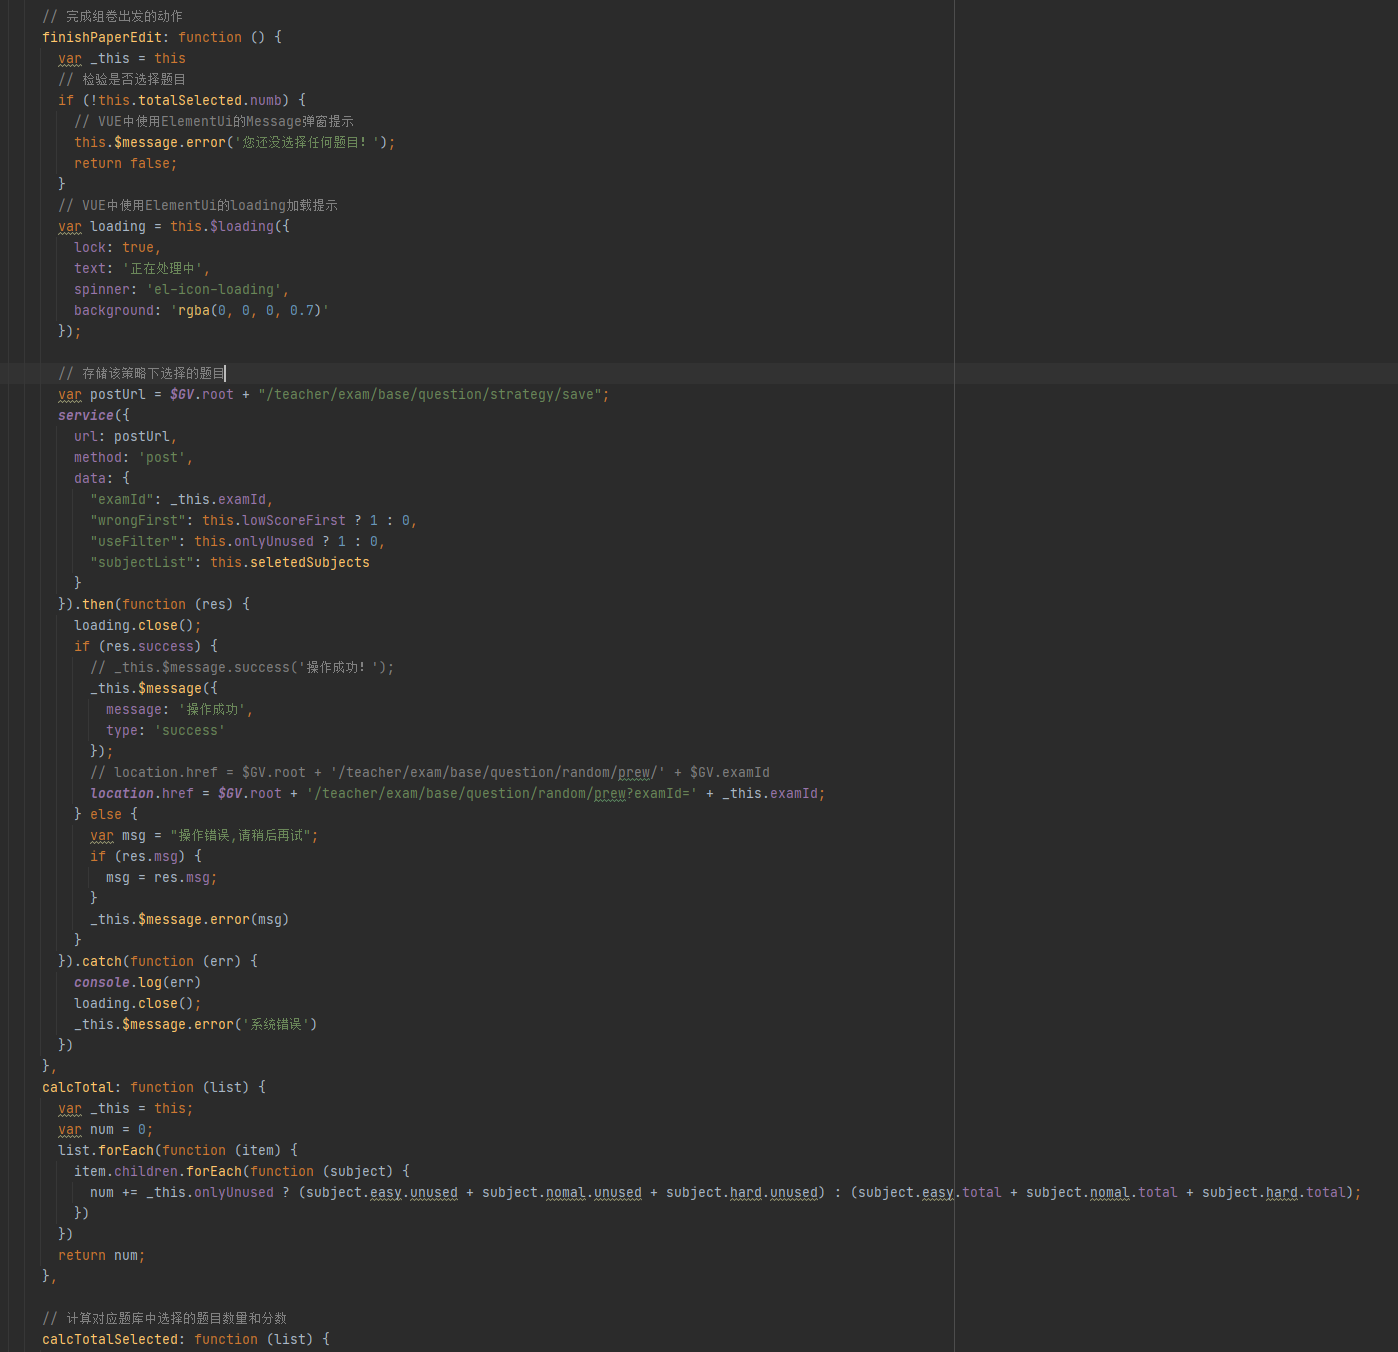 // 完成组卷出发的动作
finishPaperEdit: function () {
var _this = this
// 检验是否选择题目
if (!this.totalSelected.numb) {
// VUE中使用ElementUi的Message弹窗提示
this.$message.error('您还没选择任何题目！');
return false;
}
// VUE中使用ElementUi的loading加载提示
var loading = this.$loading({
lock: true,
text: '正在处理中',
spinner: 'el-icon-loading',
background: 'rgba(0, 0, 0, 0.7)'
});
// 存储该策略下选择的题目
var postUrl = $GV.root + "/teacher/exam/base/question/strategy/save";
service({
url: postUrl,
method: 'post',
data: {
"examId": _this.examId,
"wrongFirst": this.lowScoreFirst ? 1 : 0,
"useFilter": this.onlyUnused ? 1 : 0,
"subjectList": this.seletedSubjects
}
}).then(function (res) {
loading.close();
if (res.success) {
// _this.$message.success('操作成功！');
_this.$message({
message: '操作成功',
type: 'success'
});
// location.href = $GV.root + '/teacher/exam/base/question/random/prew/' + $GV.examId
location.href = $GV.root + '/teacher/exam/base/question/random/prew?examId=' + _this.examId;
} else {
var msg = "操作错误,请稍后再试";
if (res.msg) {
msg = res.msg;
}
_this.$message.error(msg)
}
}).catch(function (err) {
console.log(err)
loading.close();
_this.$message.error('系统错误')
})
},
calcTotal: function (list) {
var _this = this;
var num = 0;
list.forEach(function (item) {
item.children.forEach(function (subject) {
num += _this.onlyUnused ? (subject.easy.unused + subject.nomal.unused + subject.hard.unused) : (subject.easy.total + subject.nomal.total + subject.hard.total);
})
})
return num;
},
// 计算对应题库中选择的题目数量和分数
calcTotalSelected: function (list) {